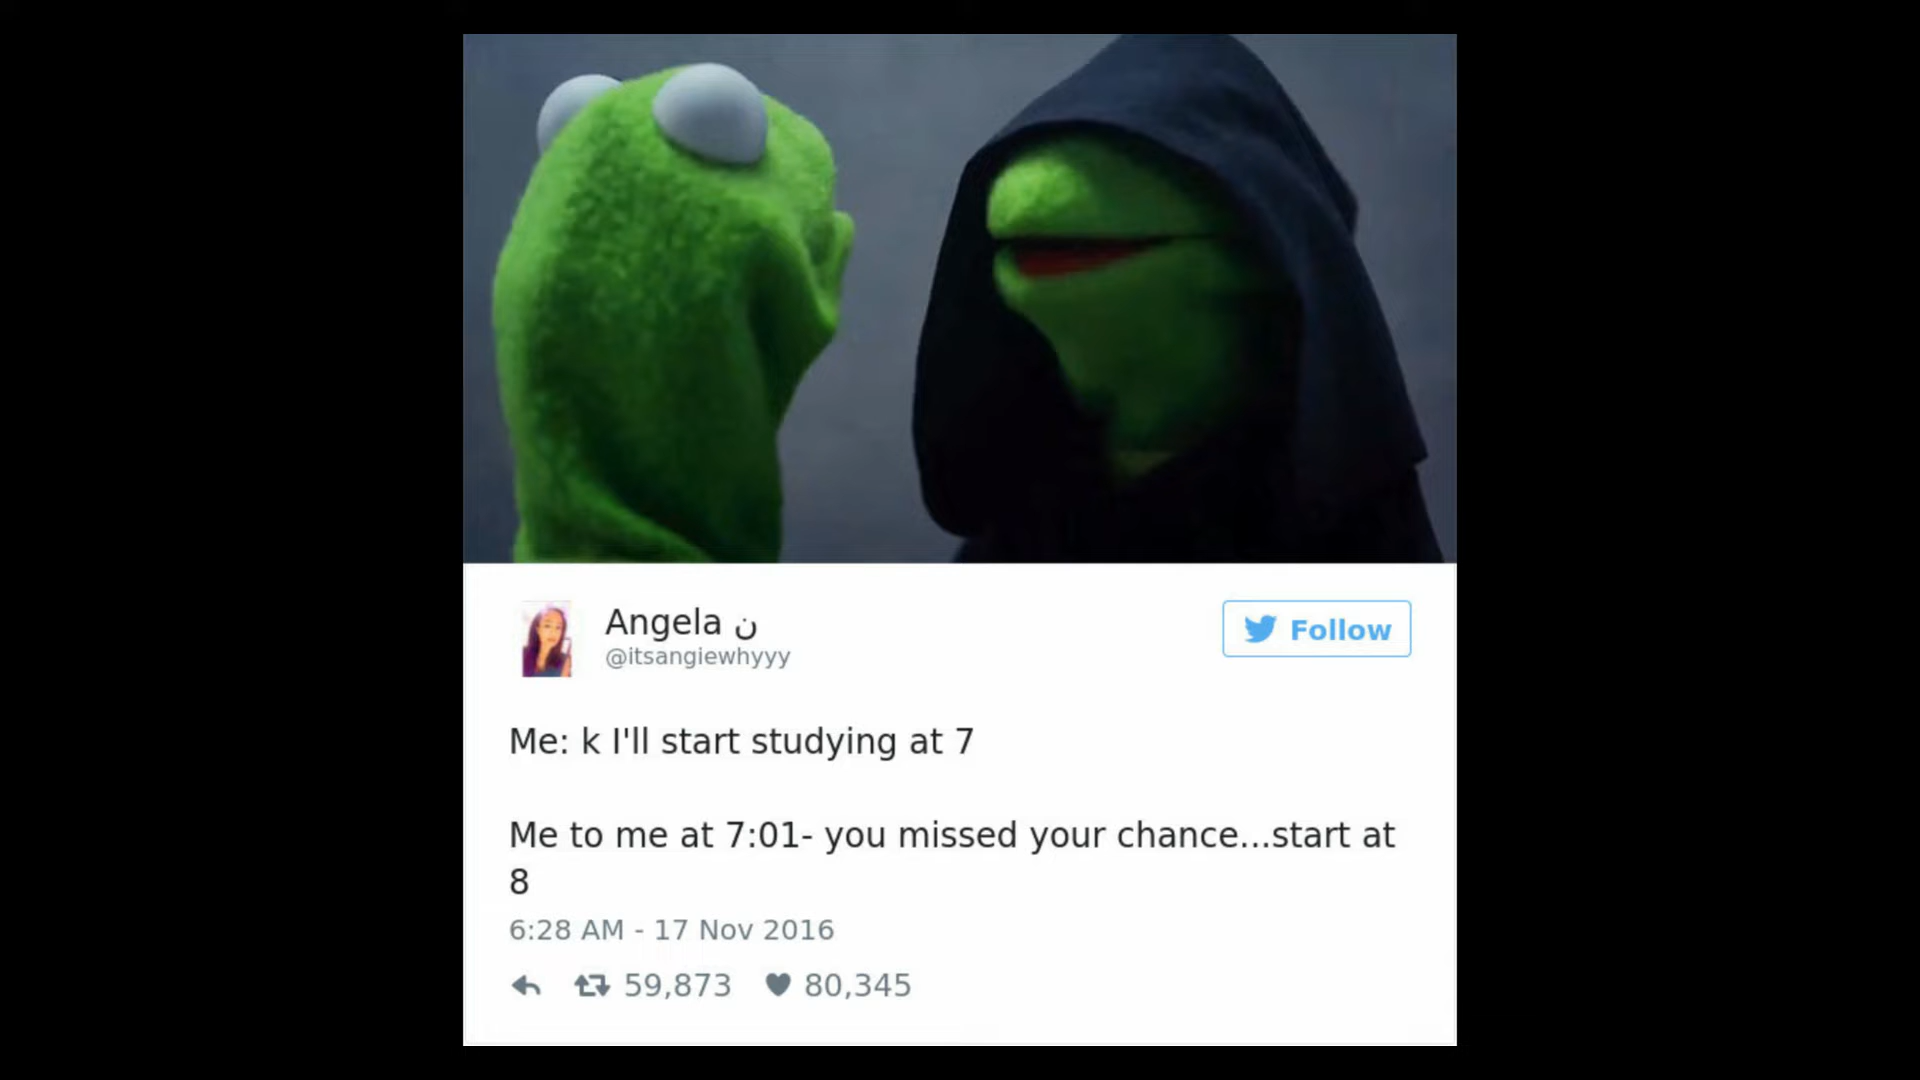 Angela ن
Follow
@itsangiewhyyy
Me: k I'll start studying at 7
Me to me at 7:01- you missed your chance...start at
8
6:28 AM - 17 Nov 2016
59,873 80,345